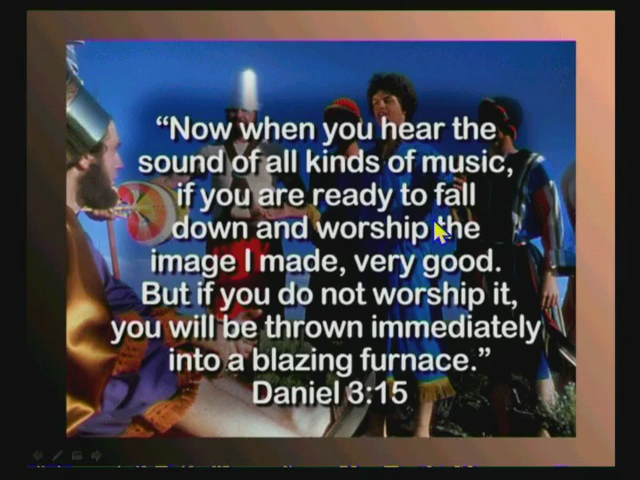 “Now when you hear the
sound of all kinds of music,
if you are ready to fall
down and worship the
image I made, very good.
But if you do not worship it,
you will be thrown immediately
into a blazing furnace.”
Daniel 3:15